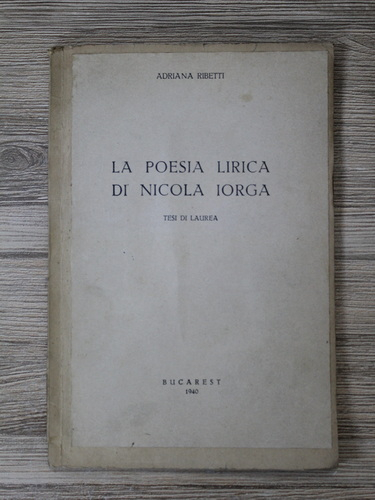 ADRIANA RIBETTI
LA POESIA LIRICA
DI NICOLA IORGA
TESI DI LAUREA
BUCAREST
1940